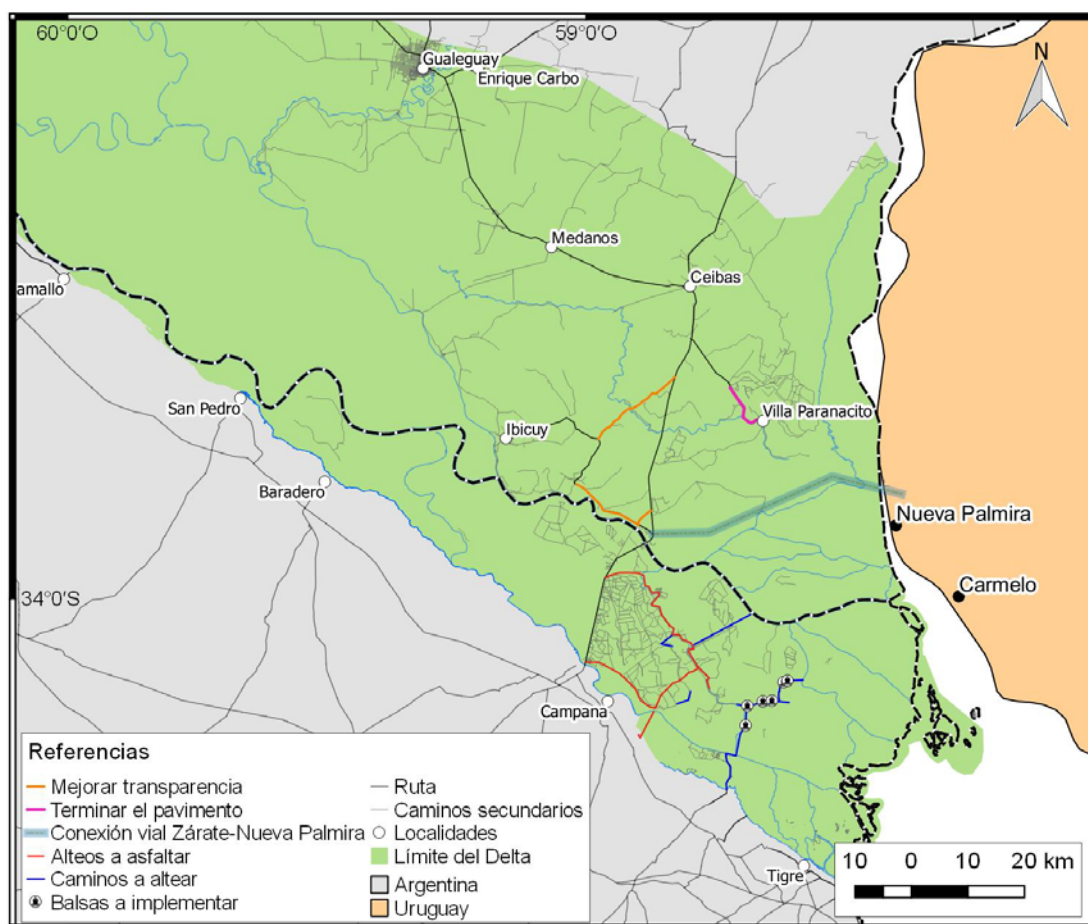 60°0'O
59°0'O
N
Gualeguay
Enrique Carbo
Medanos
Ceibas
amallo
San Pedro
Ibicuy
Villa Paranacito
Baradero
Nueva Palmira
Carmelo
34°0'S
Campana
Tigre
Referencias
Mejorar transparencia
Terminar el pavimento
Conexión vial Zárate-Nueva Palmira
Alteos a asfaltar
Caminos a altear
Balsas a implementar
Ruta
Caminos secundarios
Localidades
Límite del Delta
Argentina
Uruguay
10 0 10 20 km